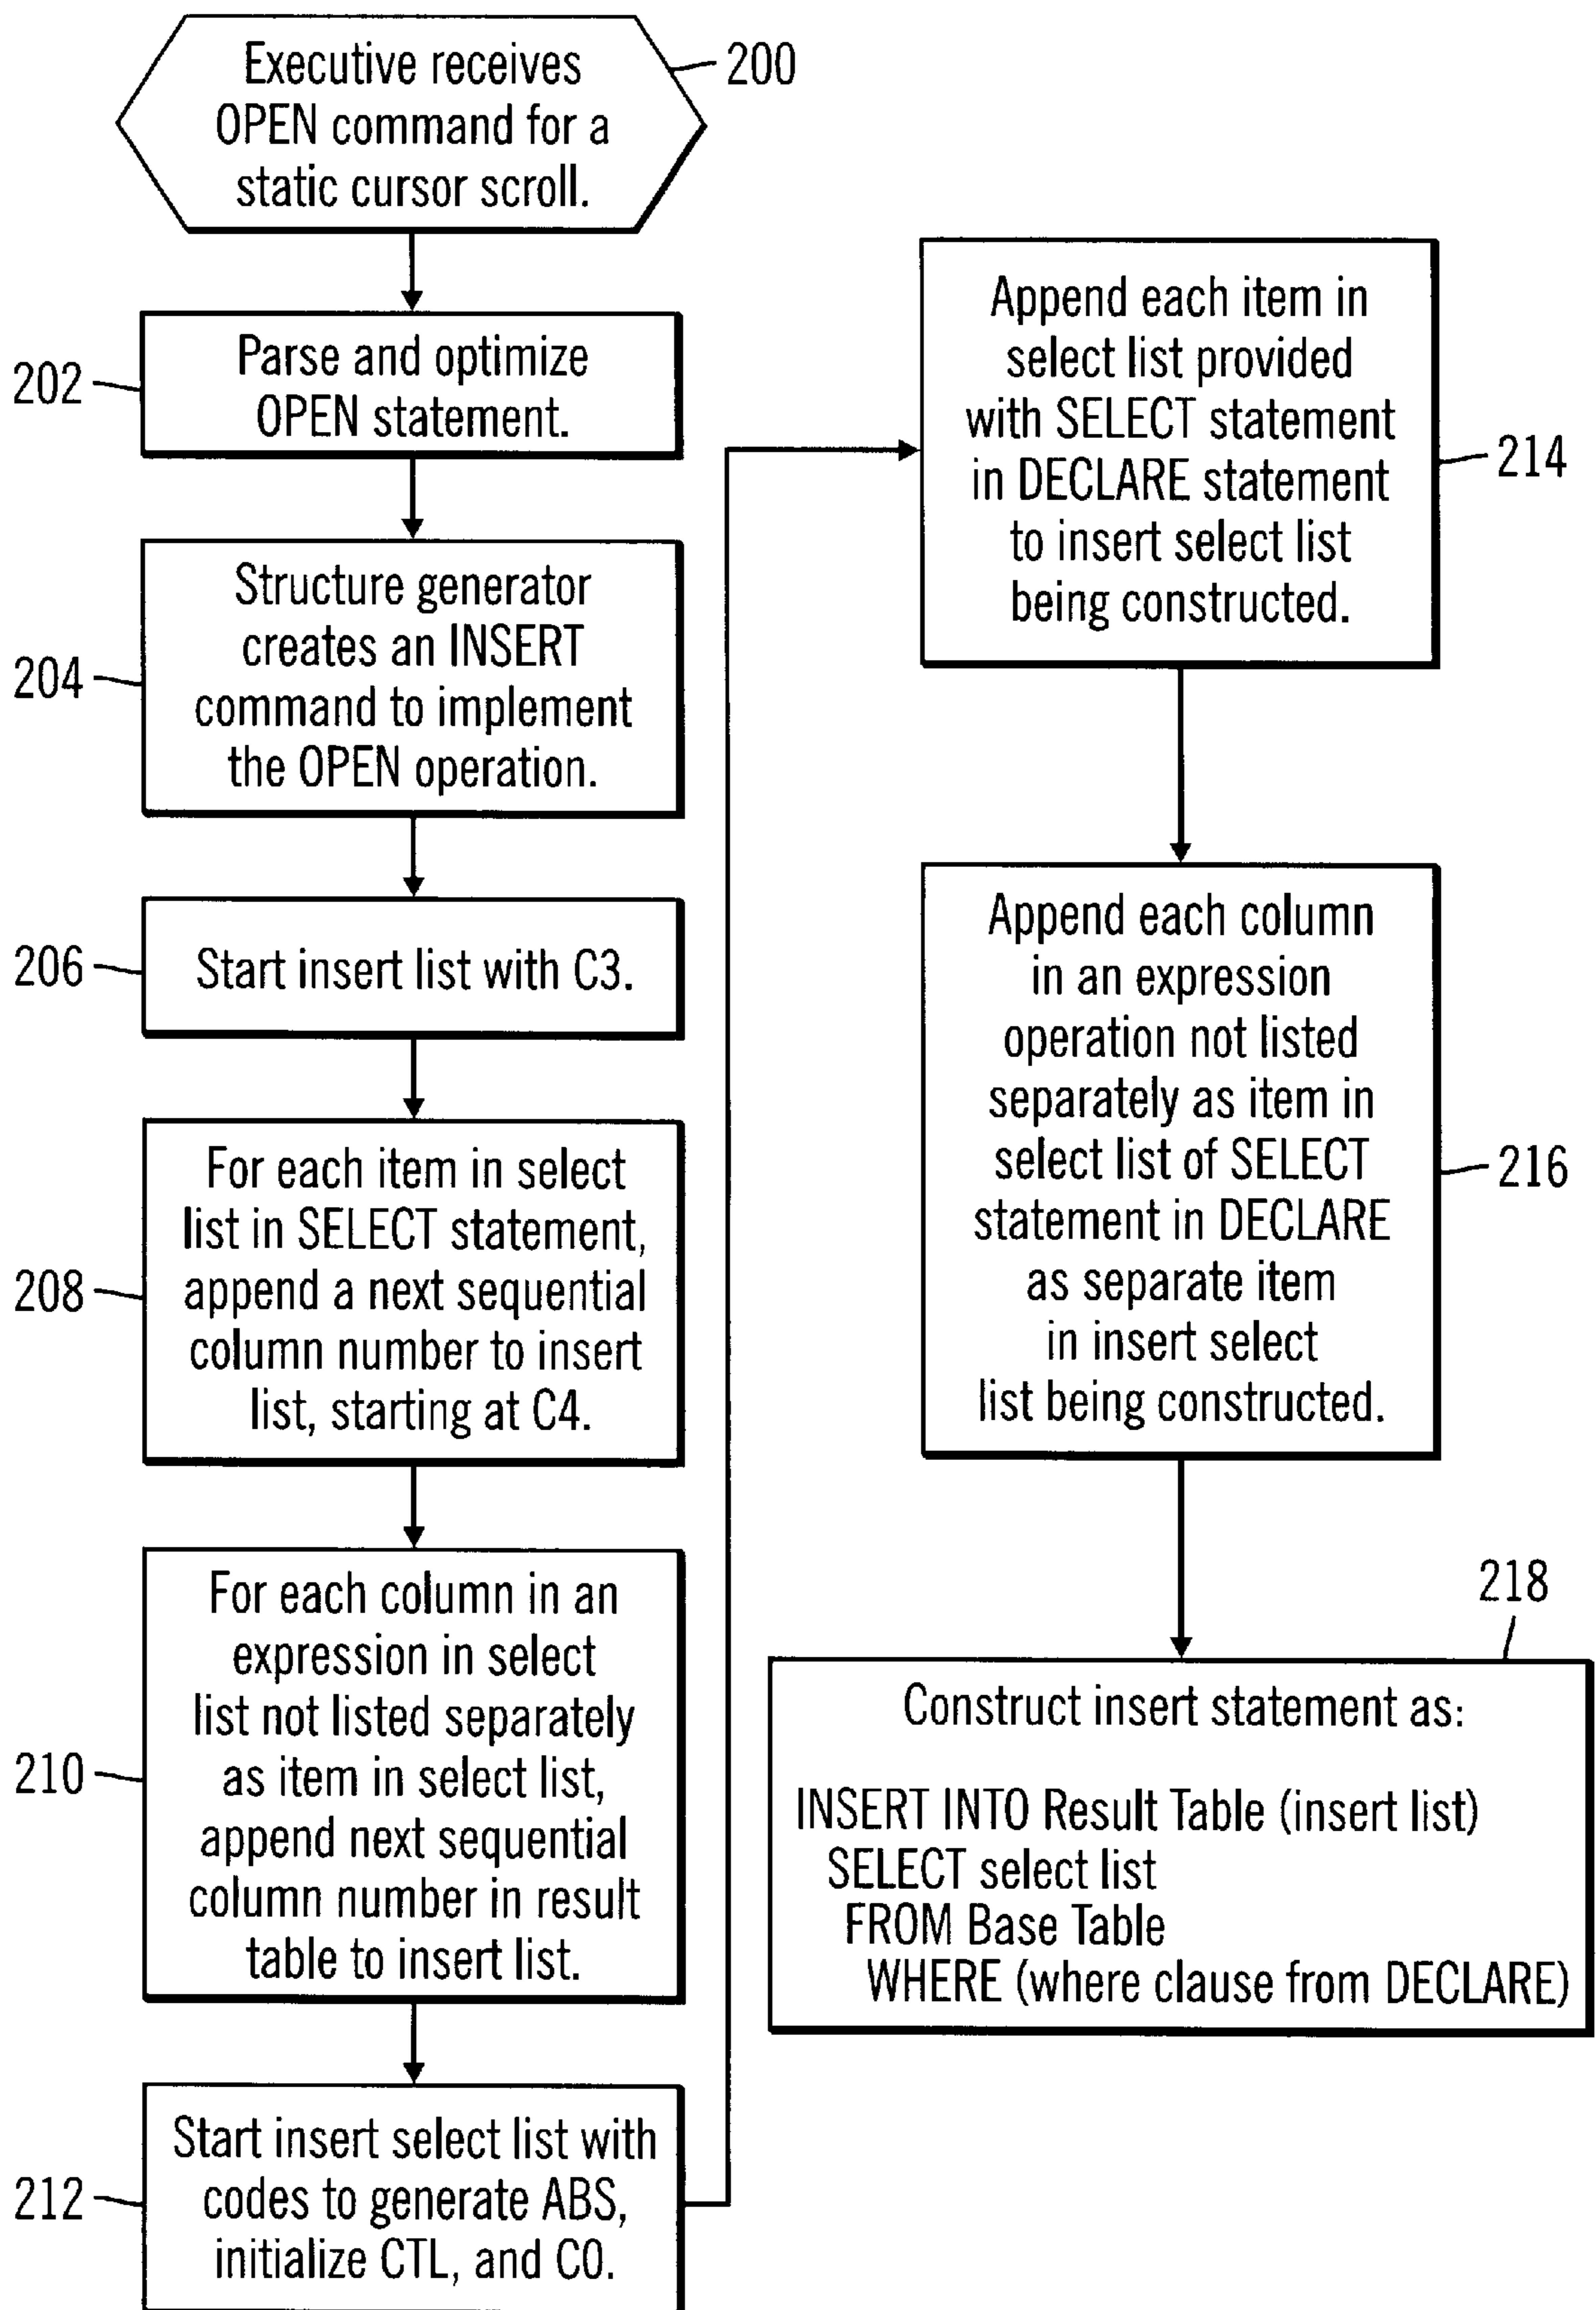 Executive receives
OPEN command for a
static cursor scroll.
200
202
Parse and optimize
OPEN statement.
204
Structure generator
creates an INSERT
command to implement
the OPEN operation.
206
Start insert list with C3.
208
For each item in select
list in SELECT statement,
append a next sequential
column number to insert
list, starting at C4.
210
For each column in an
expression in select
list not listed separately
as item in select list,
append next sequential
column number in result
table to insert list.
212
Start insert select list with
codes to generate ABS,
initialize CTL, and C0.
Append each item in
select list provided
with SELECT statement
in DECLARE statement
to insert select list
being constructed.
214
Append each column
in an expression
operation not listed
separately as item in
select list of SELECT
statement in DECLARE
as separate item
in insert select
list being constructed.
216
218
Construct insert statement as:
INSERT INTO Result Table (insert list)
SELECT select list
FROM Base Table
WHERE (where clause from DECLARE)